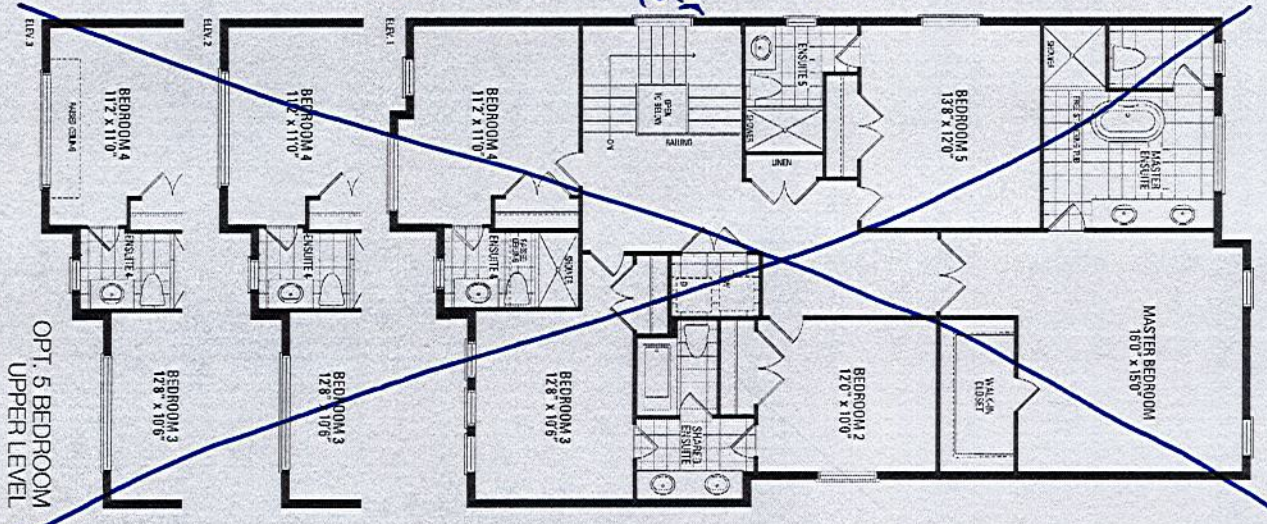 SHOWER
MASTER
ENSUITE
MASTER BEDROOM
16'0" x 15'0"
WALK-IN
CLOSET
BEDROOM 5
13'8" x 12'0"
ENSUITE 5
SHOWER
LINEN
BEDROOM 2
12'0" x 10'0"
OPEN
TO BELOW
RAILING
DN
SHARED
ENSUITE
BEDROOM 4
11'2" x 11'0"
ENSUITE 4
SHOWER
BEDROOM 3
12'8" x 10'6"
ELEV. 1
BEDROOM 4
11'2" x 11'0"
ENSUITE 4
BEDROOM 3
12'8" x 10'6"
ELEV. 2
BEDROOM 4
11'2" x 11'0"
RAISED CEILING
ENSUITE 4
BEDROOM 3
12'8" x 10'6"
ELEV. 3
OPT. 5 BEDROOM
UPPER LEVEL